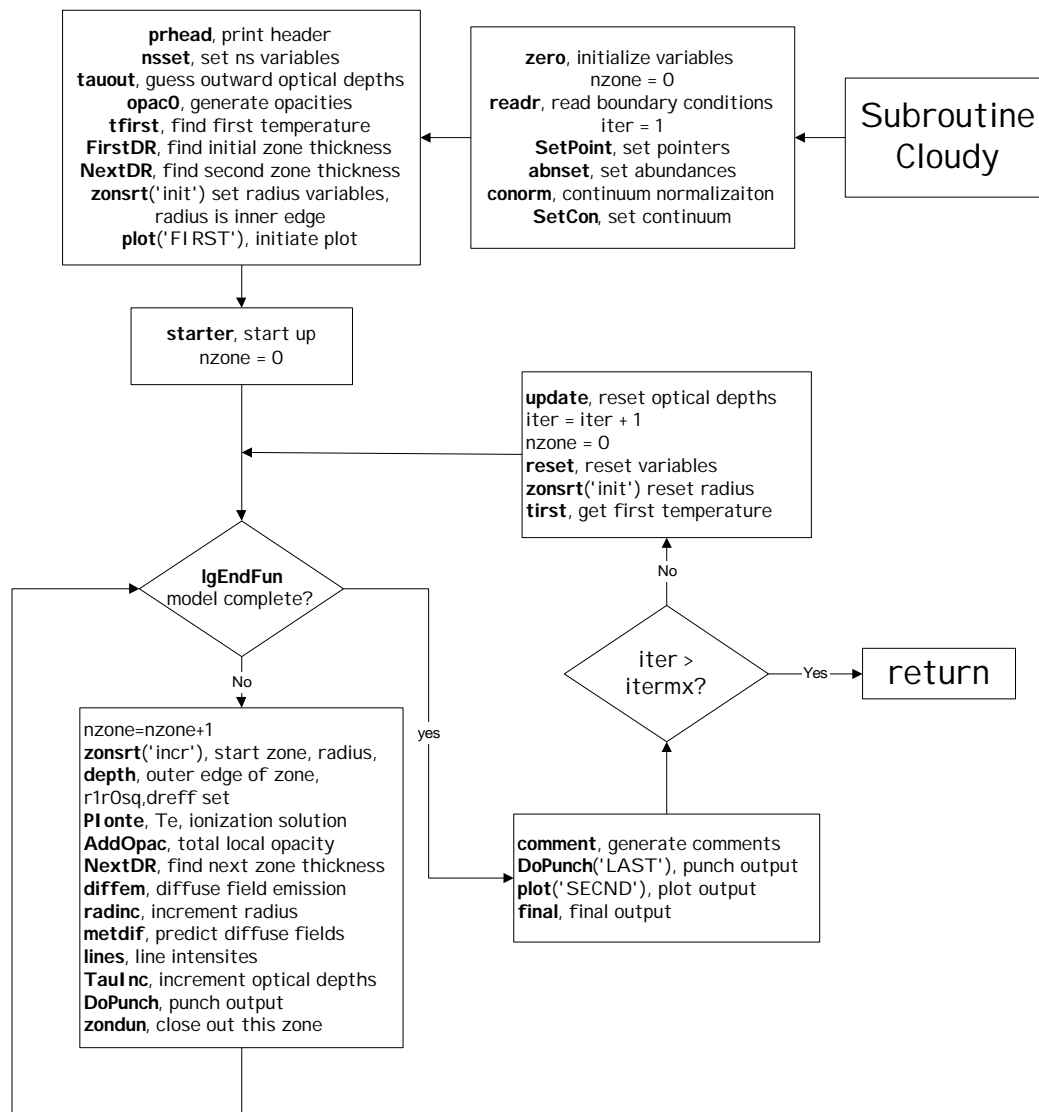 Subroutine
Cloudy
zero, initialize variables
nzone = 0
readr, read boundary conditions
iter = 1
SetPoint, set pointers
abnset, set abundances
conorm, continuum normalizaiton
SetCon, set continuum
prhead, print header
nsset, set ns variables
tauout, guess outward optical depths
opac0, generate opacities
tfirst, find first temperature
FirstDR, find initial zone thickness
NextDR, find second zone thickness
zonsrt('init') set radius variables,
radius is inner edge
plot('FIRST'), initiate plot
starter, start up
nzone = 0
lgEndFun
model complete?
No
yes
nzone=nzone+1
zonsrt('incr'), start zone, radius,
depth, outer edge of zone,
r1r0sq,dreff set
PIonte, Te, ionization solution
AddOpac, total local opacity
NextDR, find next zone thickness
diffem, diffuse field emission
radinc, increment radius
metdif, predict diffuse fields
lines, line intensites
TauInc, increment optical depths
DoPunch, punch output
zondun, close out this zone
comment, generate comments
DoPunch('LAST'), punch output
plot('SECND'), plot output
final, final output
iter >
itermx?
Yes
return
No
update, reset optical depths
iter = iter + 1
nzone = 0
reset, reset variables
zonsrt('init') reset radius
tirst, get first temperature